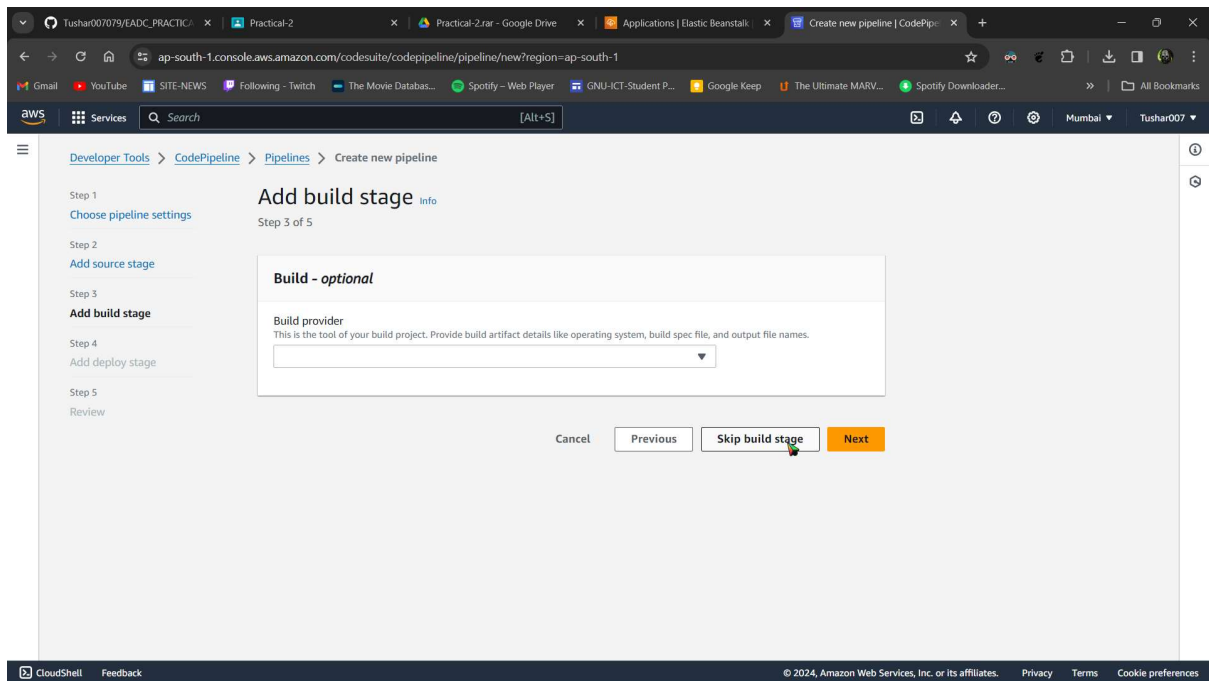 Tushar007079/EADC_PRACTICA
Practical-2
Practical-2.rar - Google Drive
Applications | Elastic Beanstalk
Create new pipeline | CodePipe
ap-south-1.console.aws.amazon.com/codesuite/codepipeline/pipeline/new?region=ap-south-1
Gmail
YouTube
SITE-NEWS
Following - Twitch
The Movie Databas...
Spotify – Web Player
GNU-ICT-Student P...
Google Keep
The Ultimate MARV...
Spotify Downloader...
»
All Bookmarks
aws
Services
Search
[Alt+S]
Mumbai
Tushar007
Developer Tools > CodePipeline > Pipelines > Create new pipeline
Step 1
Choose pipeline settings
Step 2
Add source stage
Step 3
Add build stage
Step 4
Add deploy stage
Step 5
Review
Add build stage Info
Step 3 of 5
Build - optional
Build provider
This is the tool of your build project. Provide build artifact details like operating system, build spec file, and output file names.
Cancel
Previous
Skip build stage
Next
CloudShell
Feedback
© 2024, Amazon Web Services, Inc. or its affiliates.
Privacy
Terms
Cookie preferences